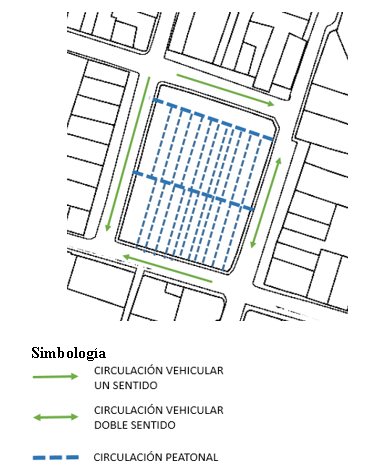 Simbología
CIRCULACIÓN VEHICULAR
UN SENTIDO
CIRCULACIÓN VEHICULAR
DOBLE SENTIDO
CIRCULACIÓN PEATONAL